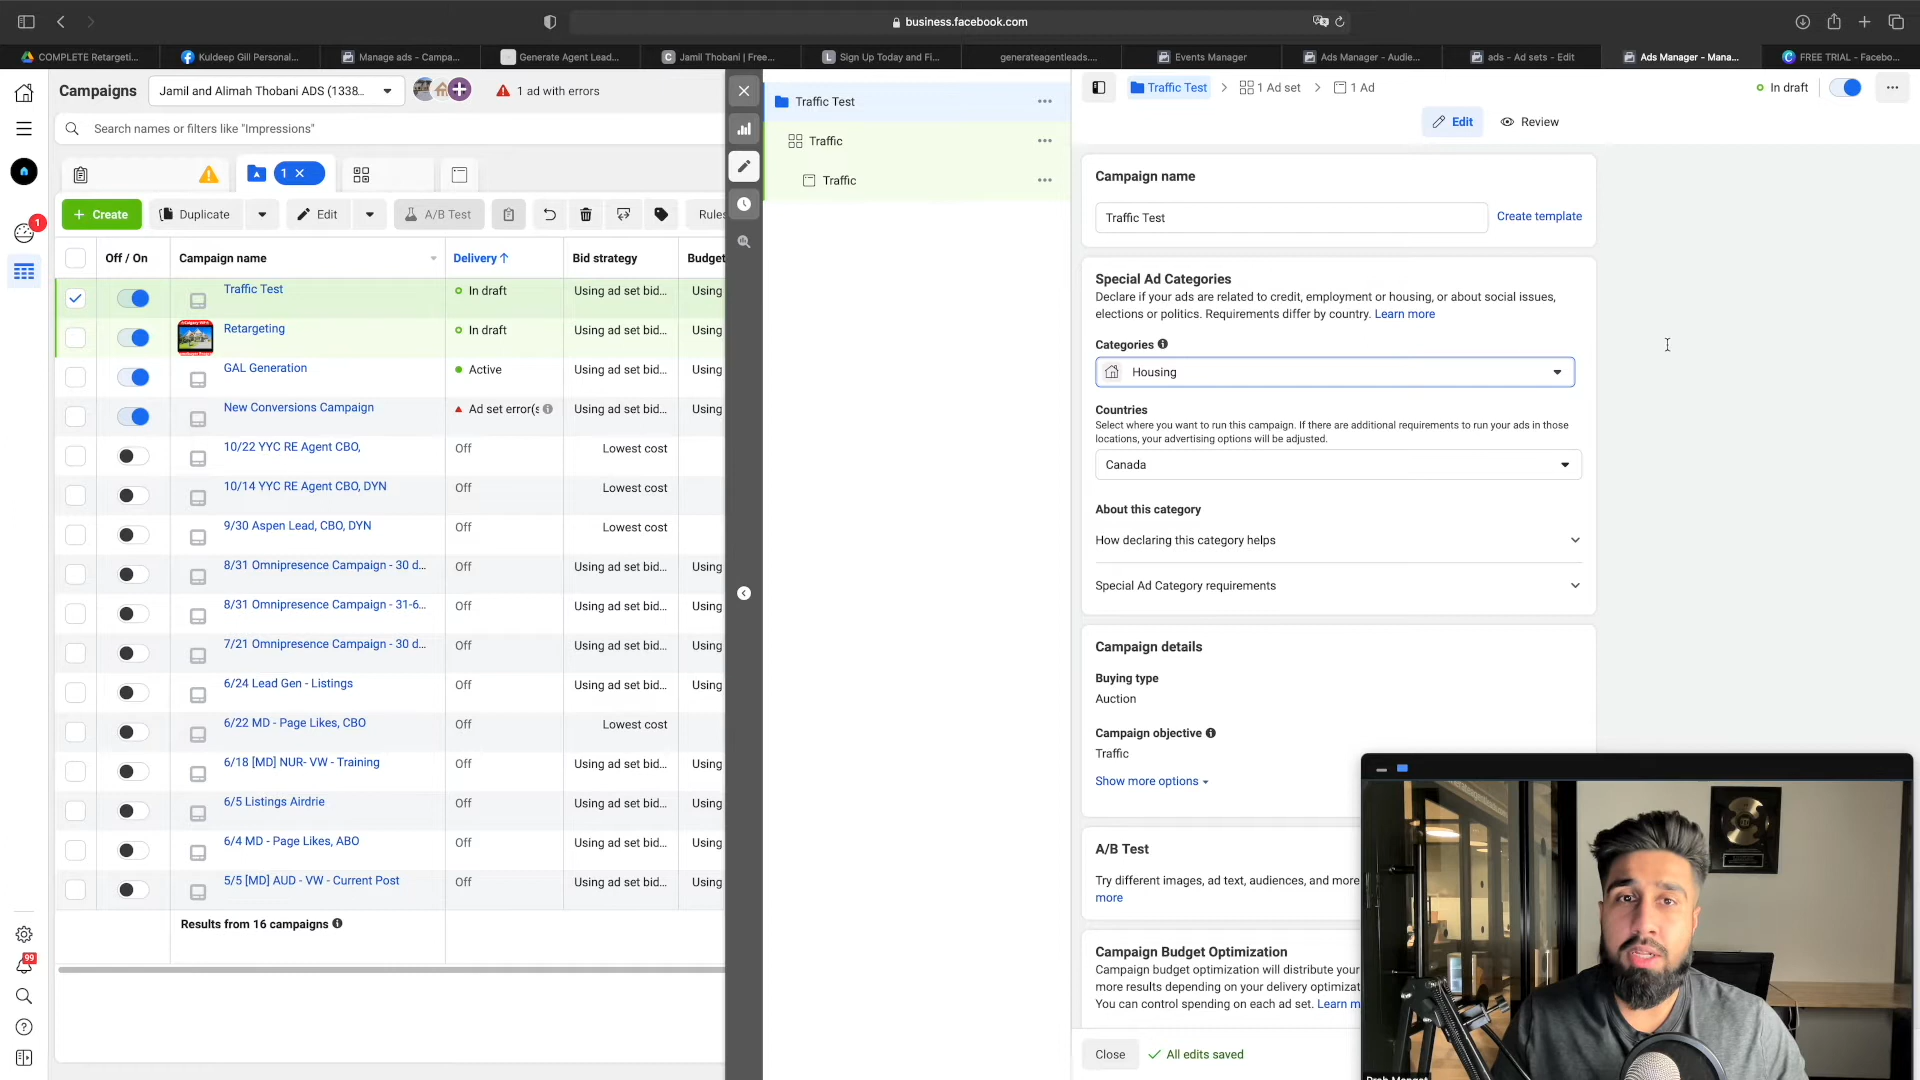 business.facebook.com
COMPLETE Retargeti...
Kuldeep Gill Personal...
Manage ads - Campa...
Generate Agent Lead...
Jamil Thobani | Free...
Sign Up Today and Fi...
generateagentleads....
Events Manager
Ads Manager - Audie...
ads - Ad sets - Edit
Ads Manager - Mana...
FREE TRIAL - Facebo...
Campaigns
Jamil and Alimah Thobani ADS (1338...
1 ad with errors
Search names or filters like "Impressions"
1
Create
Duplicate
Edit
A/B Test
Rules
Off / On
Campaign name
Delivery
Bid strategy
Budget
Traffic Test
In draft
Using ad set bid...
Using
Retargeting
In draft
Using ad set bid...
Using
GAL Generation
Active
Using ad set bid...
Using
New Conversions Campaign
Ad set error(s
Using ad set bid...
Using
10/22 YYC RE Agent CBO,
Off
Lowest cost
10/14 YYC RE Agent CBO, DYN
Off
Lowest cost
9/30 Aspen Lead, CBO, DYN
Off
Lowest cost
8/31 Omnipresence Campaign - 30 d...
Off
Using ad set bid...
Using
8/31 Omnipresence Campaign - 31-6...
Off
Using ad set bid...
Using
7/21 Omnipresence Campaign - 30 d...
Off
Using ad set bid...
Using
6/24 Lead Gen - Listings
Off
Using ad set bid...
Using
6/22 MD - Page Likes, CBO
Off
Lowest cost
6/18 [MD] NUR- VW - Training
Off
Using ad set bid...
Using
6/5 Listings Airdrie
Off
Using ad set bid...
Using
6/4 MD - Page Likes, ABO
Off
Using ad set bid...
Using
5/5 [MD] AUD - VW - Current Post
Off
Using ad set bid...
Using
Results from 16 campaigns
1
99
Traffic Test
Traffic
Traffic
Traffic Test
1 Ad set
1 Ad
In draft
Edit
Review
Campaign name
Traffic Test
Create template
Special Ad Categories
Declare if your ads are related to credit, employment or housing, or about social issues,
elections or politics. Requirements differ by country. Learn more
Categories
Housing
Countries
Select where you want to run this campaign. If there are additional requirements to run your ads in those
locations, your advertising options will be adjusted.
Canada
About this category
How declaring this category helps
Special Ad Category requirements
Campaign details
Buying type
Auction
Campaign objective
Traffic
Show more options
A/B Test
Try different images, ad text, audiences, and more
more
Campaign Budget Optimization
Campaign budget optimization will distribute your
more results depending on your delivery optimizat
You can control spending on each ad set. Learn m
Close
All edits saved